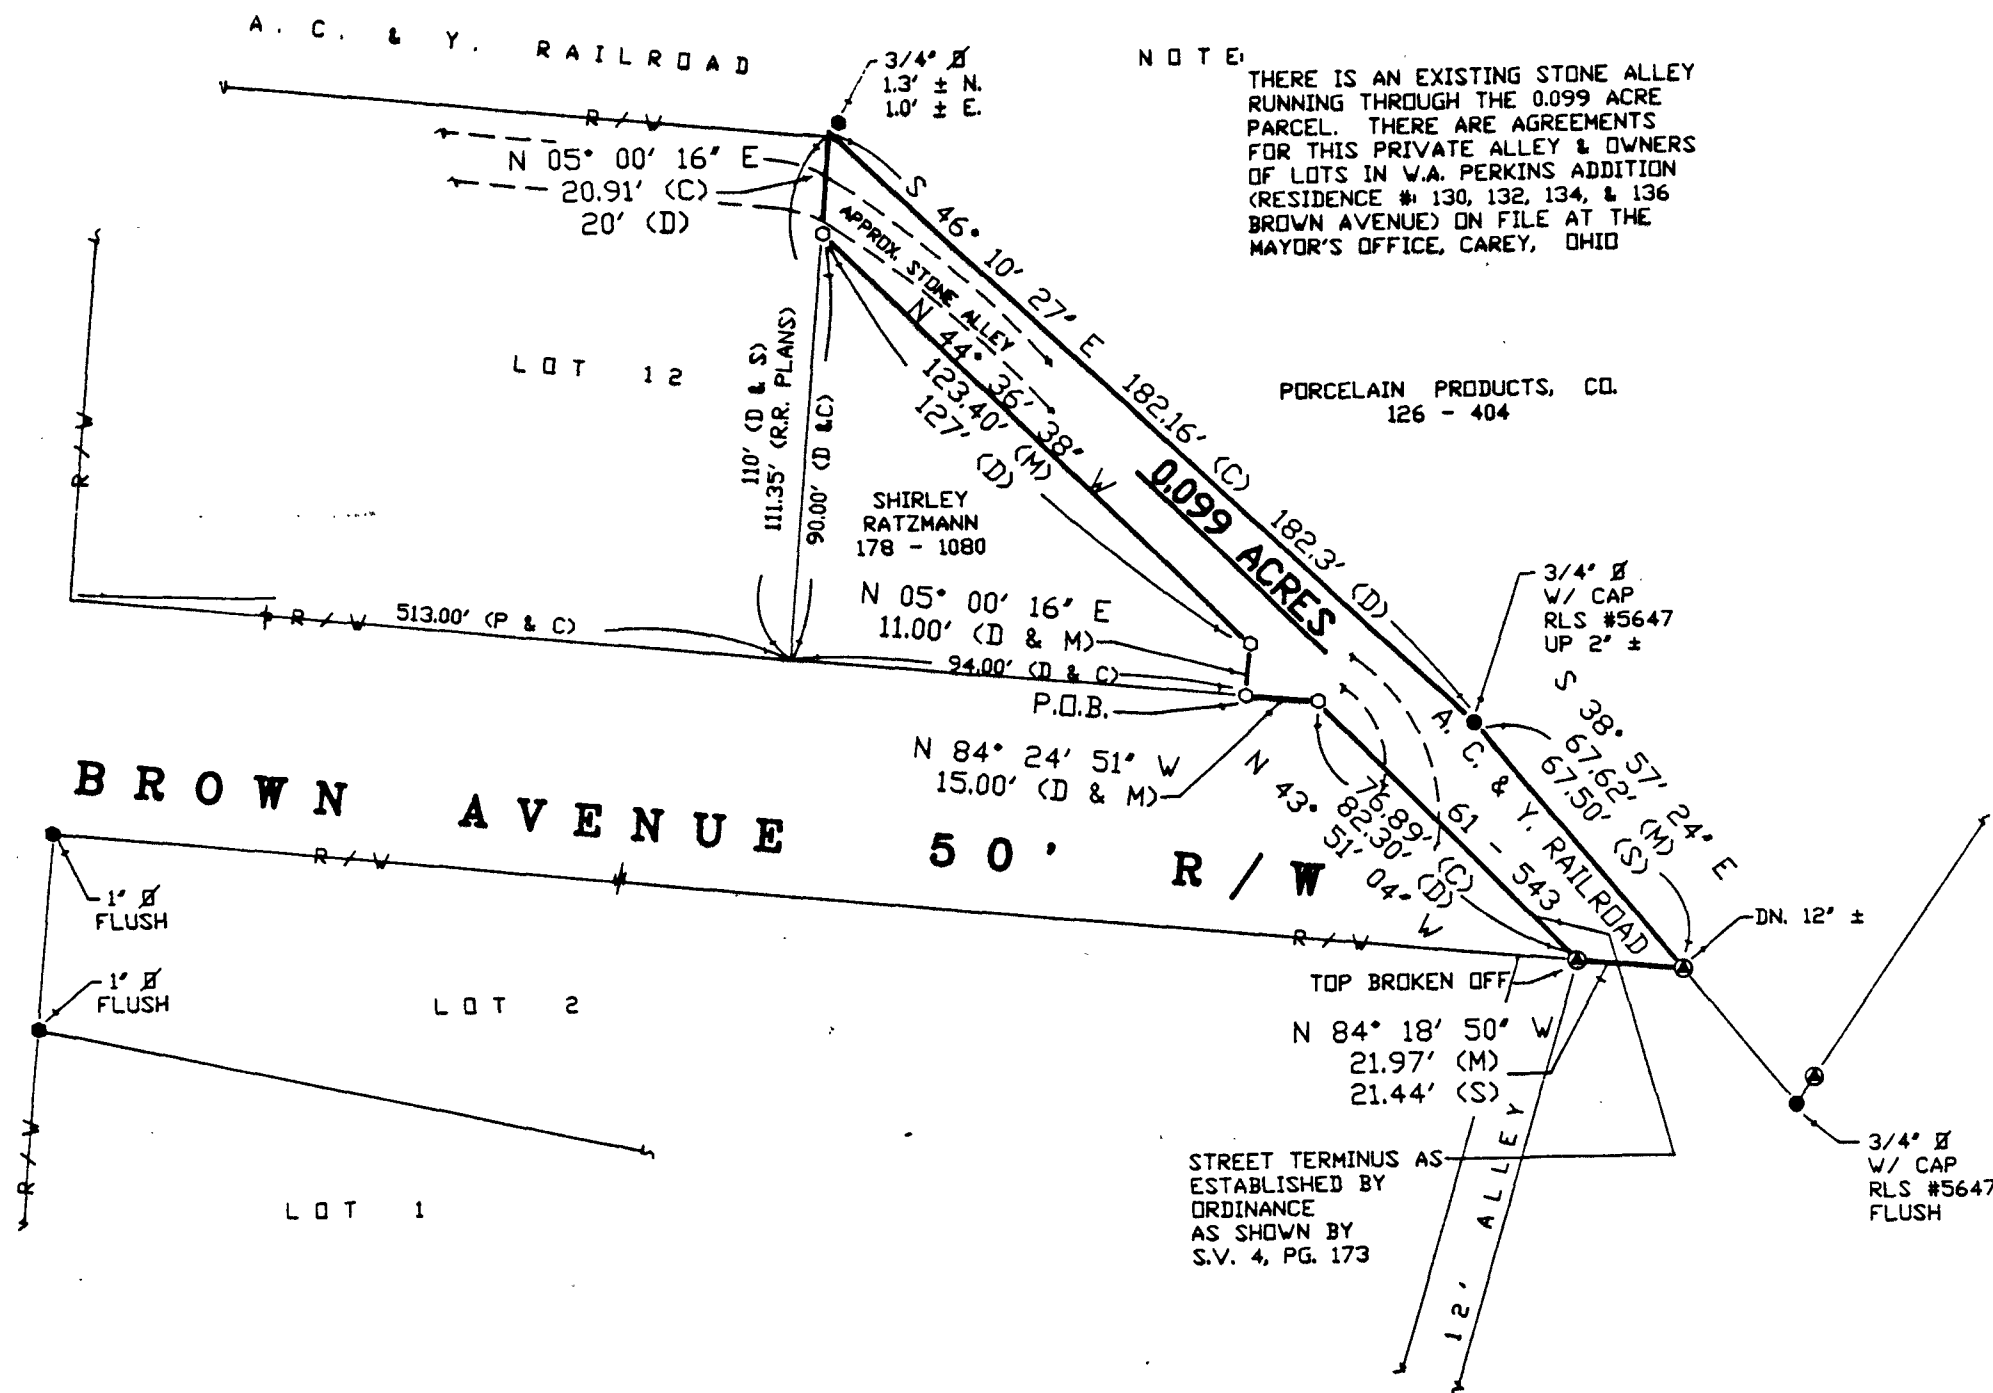 A. C. & Y. RAILROAD
R / W
3/4" Ø
1.3' ± N.
1.0' ± E.
NOTE:
THERE IS AN EXISTING STONE ALLEY
RUNNING THROUGH THE 0.099 ACRE
PARCEL. THERE ARE AGREEMENTS
FOR THIS PRIVATE ALLEY & OWNERS
OF LOTS IN W.A. PERKINS ADDITION
(RESIDENCE #: 130, 132, 134, & 136
BROWN AVENUE) ON FILE AT THE
MAYOR'S OFFICE, CAREY, OHIO
N 05° 00' 16" E
20.91' (C)
20' (D)
S 46° 10' 27" E
182.16' (C)
182.3' (D)
APPROX. STONE ALLEY
N 44° 36' 38" W
123.40' (M)
127' (D)
0.099 ACRES
LOT 12
R / W
110' (D & S)
111.35' (R.R. PLANS)
90.00' (D & C)
PORCELAIN PRODUCTS, CO.
126 - 404
SHIRLEY
RATZMANN
178 - 1080
N 05° 00' 16" E
11.00' (D & M)
R / W
513.00' (P & C)
94.00' (D & C)
P.O.B.
3/4" Ø
W/ CAP
RLS #5647
UP 2" ±
S 38° 57' 24" E
67.62' (M)
67.50' (S)
N 84° 24' 51" W
15.00' (D & M)
A. C. & Y. RAILROAD
61 - 543
76.89' (C)
82.30' (D)
N 43° 51' 04" W
BROWN AVENUE 50' R/W
R / W
R / W
1" Ø
FLUSH
1" Ø
FLUSH
LOT 2
DN. 12" ±
TOP BROKEN OFF
N 84° 18' 50" W
21.97' (M)
21.44' (S)
R / W
LOT 1
STREET TERMINUS AS
ESTABLISHED BY
ORDINANCE
AS SHOWN BY
S.V. 4, PG. 173
12' ALLEY
3/4" Ø
W/ CAP
RLS #5647
FLUSH